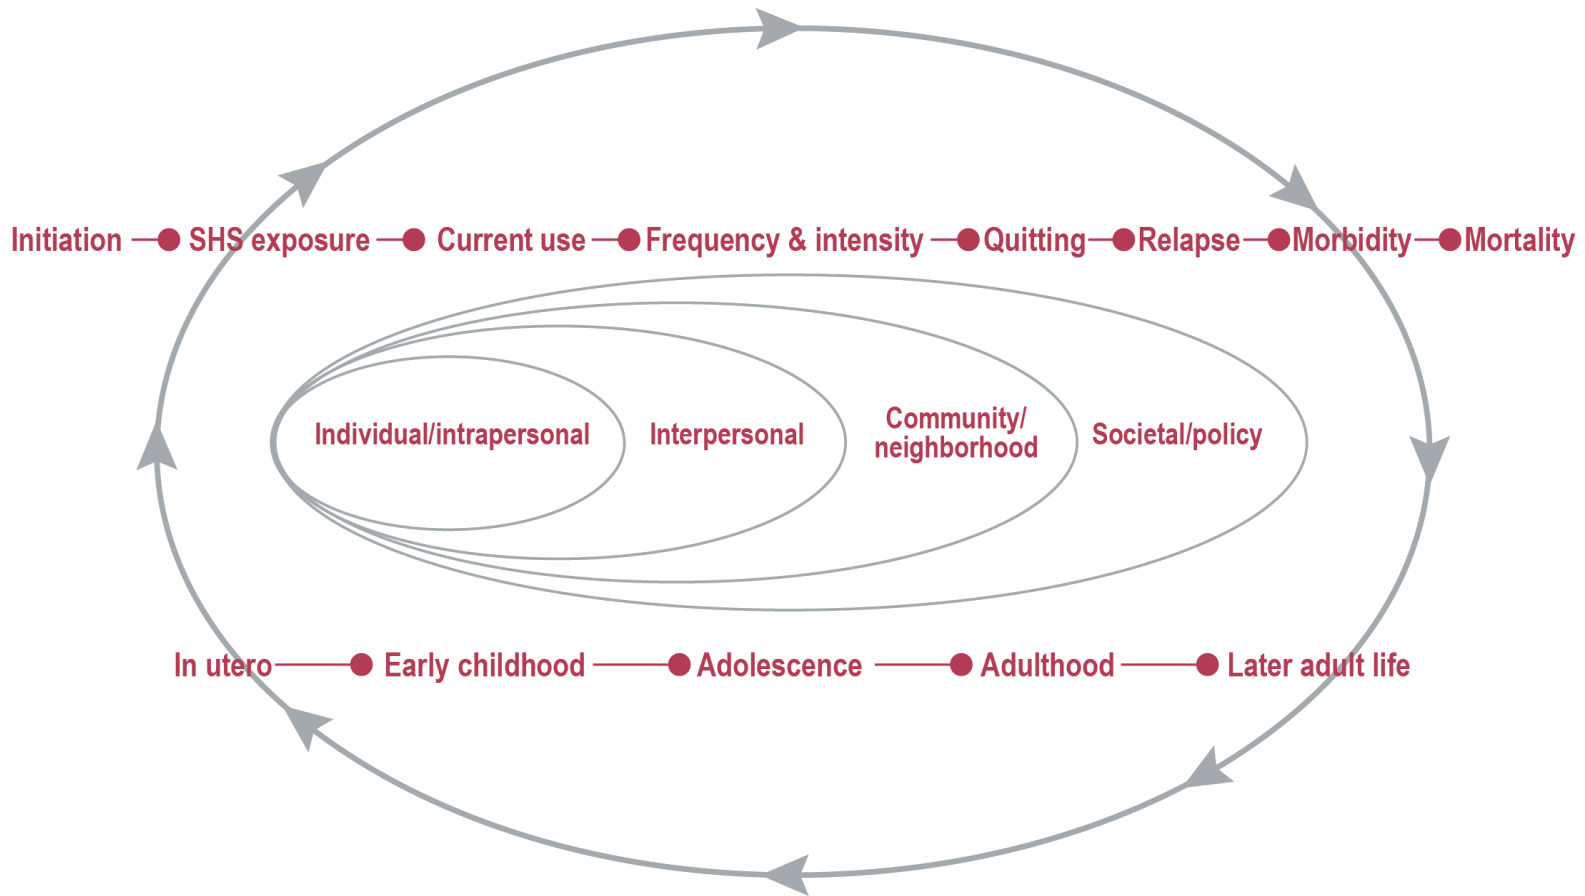 Initiation SHS exposure Current use Frequency & intensity Quitting Relapse Morbidity Mortality
Individual/intrapersonal Interpersonal Community/
neighborhood Societal/policy
In utero Early childhood Adolescence Adulthood Later adult life